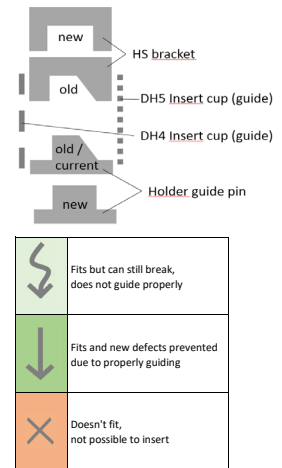 new
HS bracket
old
DH5 Insert cup (guide)
DH4 Insert cup (guide)
old /
current
Holder guide pin
new
Fits but can still break,
does not guide properly
Fits and new defects prevented
due to properly guiding
Doesn't fit,
not possible to insert